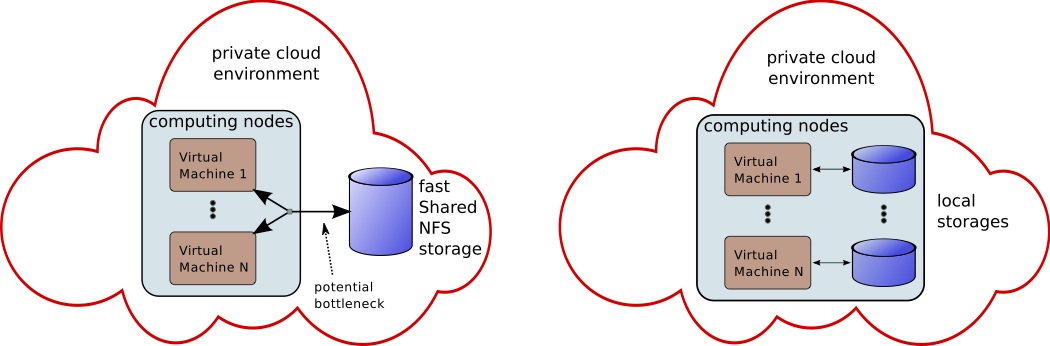 private cloud
environment
computing nodes
Virtual
Machine 1
Virtual
Machine N
fast
Shared
NFS
storage
potential
bottleneck
private cloud
environment
computing nodes
Virtual
Machine 1
Virtual
Machine N
local
storages